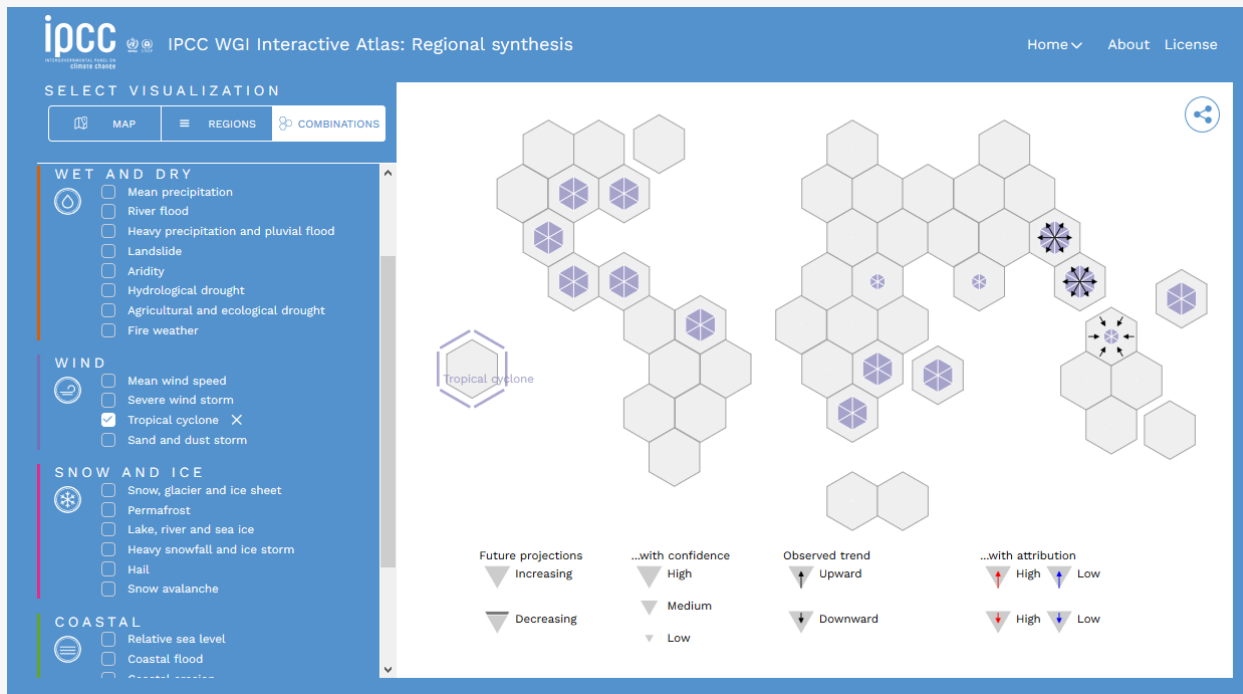 ipcc
INTERGOVERNMENTAL PANEL ON
climate change
IPCC WGI Interactive Atlas: Regional synthesis
Home
About
License
SELECT VISUALIZATION
MAP
REGIONS
COMBINATIONS
WET AND DRY
Mean precipitation
River flood
Heavy precipitation and pluvial flood
Landslide
Aridity
Hydrological drought
Agricultural and ecological drought
Fire weather
WIND
Mean wind speed
Severe wind storm
Tropical cyclone
Sand and dust storm
SNOW AND ICE
Snow, glacier and ice sheet
Permafrost
Lake, river and sea ice
Heavy snowfall and ice storm
Hail
Snow avalanche
COASTAL
Relative sea level
Coastal flood
Tropical cyclone
Future projections
Increasing
Decreasing
...with confidence
High
Medium
Low
Observed trend
Upward
Downward
...with attribution
High Low
High Low